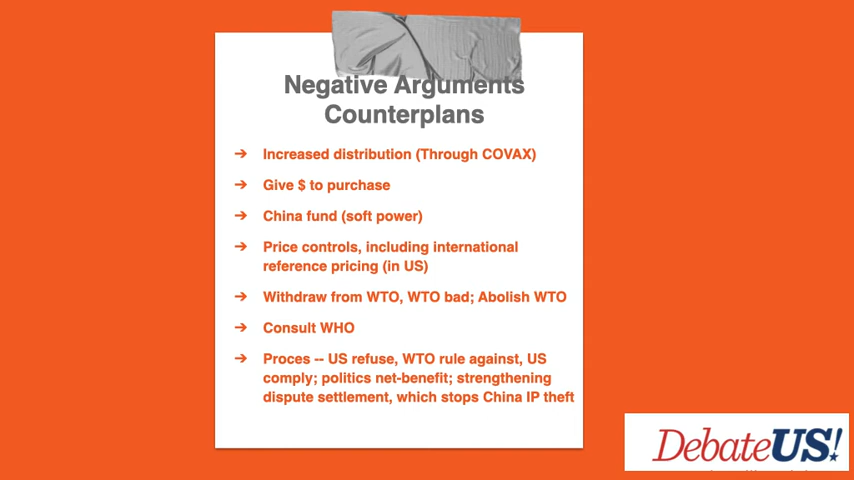 Negative Arguments
Counterplans
➔ Increased distribution (Through COVAX)
➔ Give $ to purchase
➔ China fund (soft power)
➔ Price controls, including international
reference pricing (in US)
➔ Withdraw from WTO, WTO bad; Abolish WTO
➔ Consult WHO
➔ Proces -- US refuse, WTO rule against, US
comply; politics net-benefit; strengthening
dispute settlement, which stops China IP theft
DebateUS!